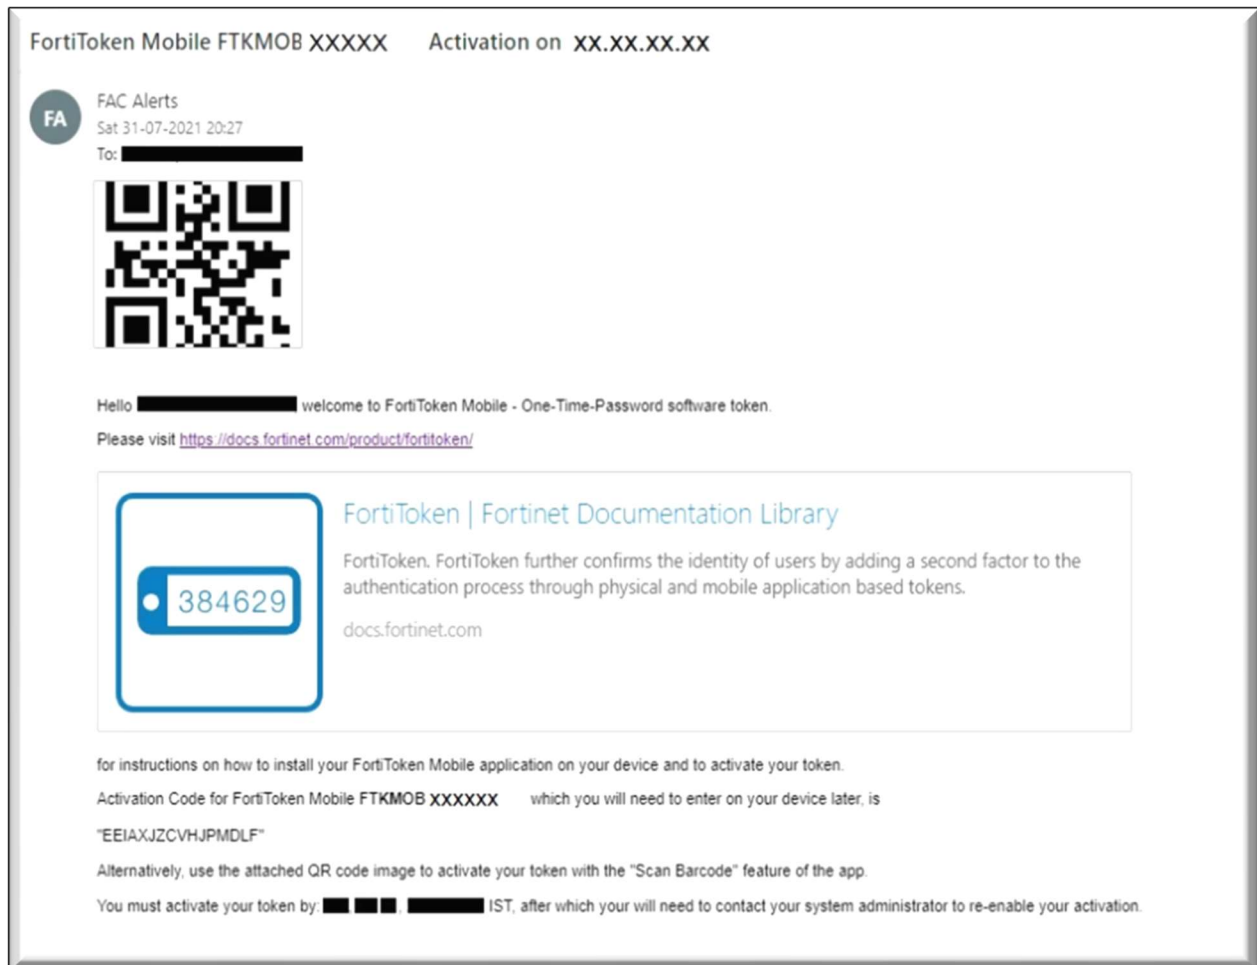 FortiToken Mobile FTKMOB XXXXX Activation on XX.XX.XX.XX
FA
FAC Alerts
Sat 31-07-2021 20:27
To:
Hello welcome to FortiToken Mobile - One-Time-Password software token.
Please visit https://docs.fortinet.com/product/fortitoken/
FortiToken | Fortinet Documentation Library
FortiToken. FortiToken further confirms the identity of users by adding a second factor to the
authentication process through physical and mobile application based tokens.
384629
docs.fortinet.com
for instructions on how to install your FortiToken Mobile application on your device and to activate your token.
Activation Code for FortiToken Mobile FTKMOB XXXXXX which you will need to enter on your device later, is
"EEIAXJZCVHJPMDLF"
Alternatively, use the attached QR code image to activate your token with the "Scan Barcode" feature of the app.
You must activate your token by: , IST, after which your will need to contact your system administrator to re-enable your activation.